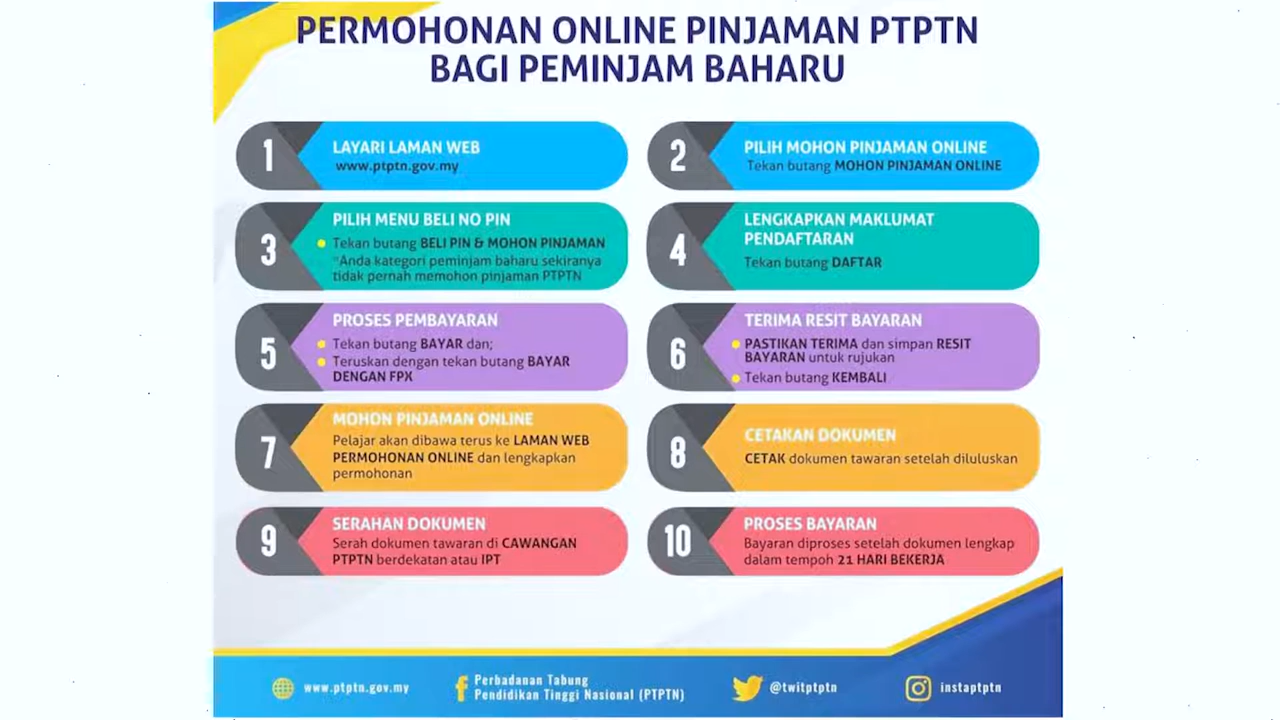 PERMOHONAN ONLINE PINJAMAN PTPTN
BAGI PEMINJAM BAHARU
1
LAYARI LAMAN WEB
www.ptptn.gov.my
2
PILIH MOHON PINJAMAN ONLINE
Tekan butang MOHON PINJAMAN ONLINE
3
PILIH MENU BELI NO PIN
Tekan butang BELI PIN & MOHON PINJAMAN
"Anda kategori peminjam baharu sekiranya
tidak pernah memohon pinjaman PTPTN
4
LENGKAPKAN MAKLUMAT
PENDAFTARAN
Tekan butang DAFTAR
5
PROSES PEMBAYARAN
Tekan butang BAYAR dan;
Teruskan dengan tekan butang BAYAR
DENGAN FPX
6
TERIMA RESIT BAYARAN
PASTIKAN TERIMA dan simpan RESIT
BAYARAN untuk rujukan
Tekan butang KEMBALI
7
MOHON PINJAMAN ONLINE
Pelajar akan dibawa terus ke LAMAN WEB
PERMOHONAN ONLINE dan lengkapkan
permohonan
8
CETAKAN DOKUMEN
CETAK dokumen tawaran setelah diluluskan
9
SERAHAN DOKUMEN
Serah dokumen tawaran di CAWANGAN
PTPTN berdekatan atau IPT
10
PROSES BAYARAN
Bayaran diproses setelah dokumen lengkap
dalam tempoh 21 HARI BEKERJA
www.ptptn.gov.my
Perbadanan Tabung
Pendidikan Tinggi Nasional (PTPTN)
@twitptptn
instaptptn